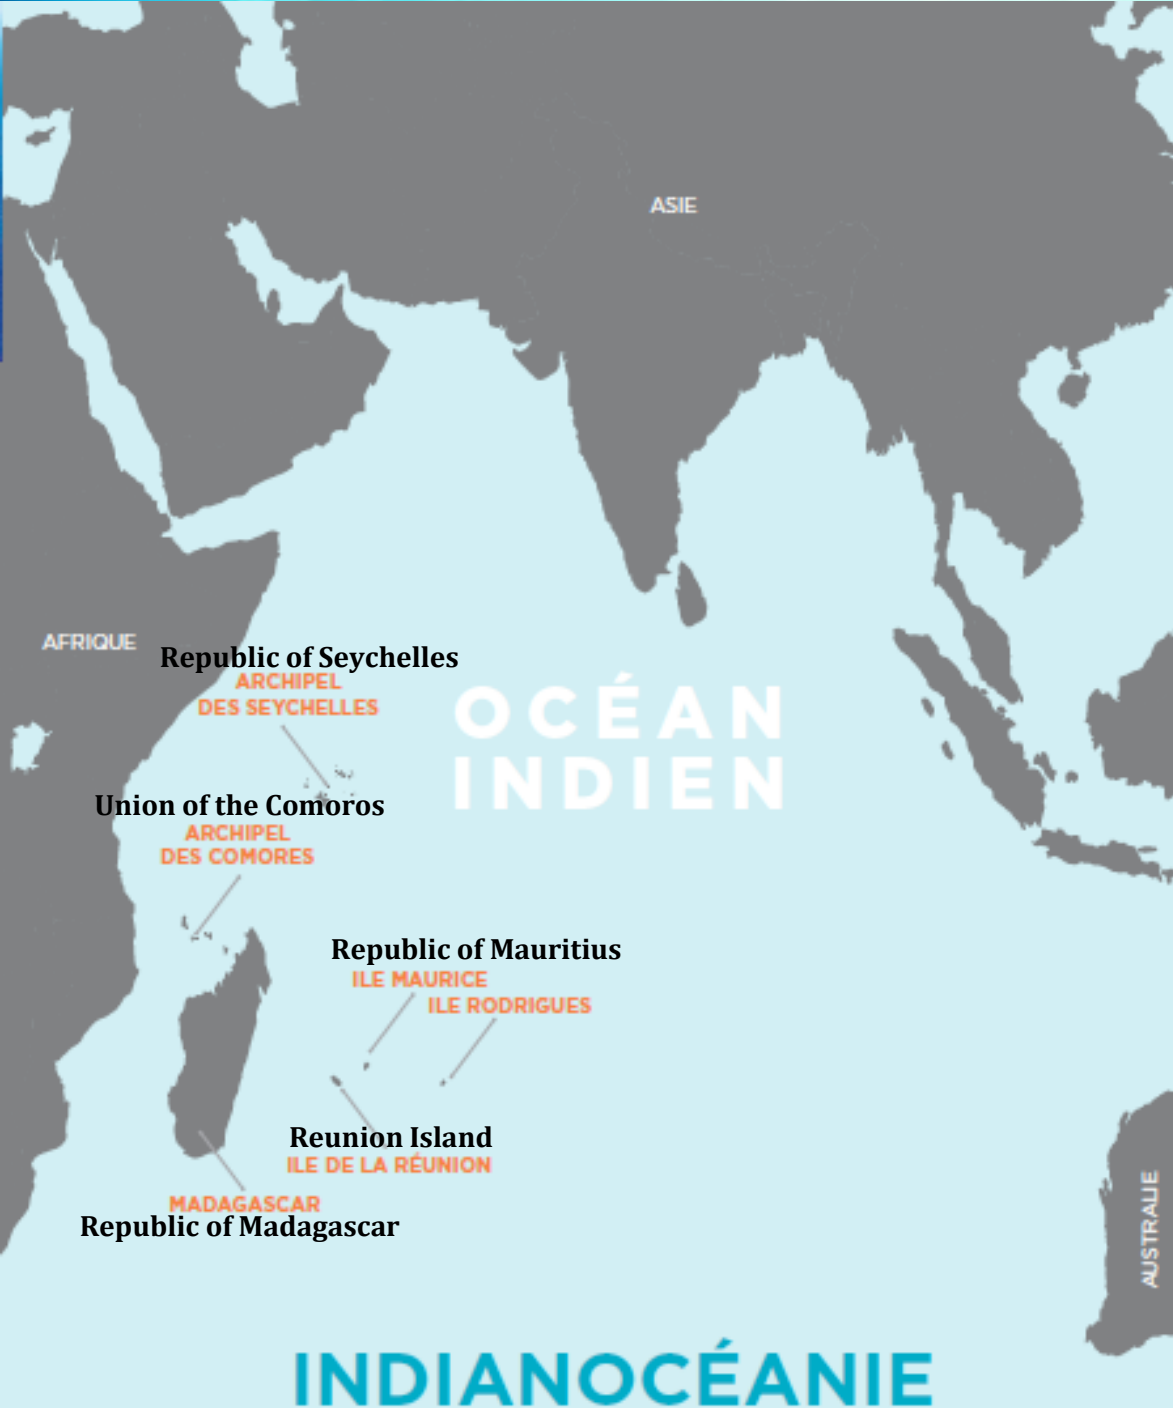 ASIE
AFRIQUE
Republic of Seychelles
ARCHIPEL
DES SEYCHELLES
OCÉAN
INDIEN
Union of the Comoros
ARCHIPEL
DES COMORES
Republic of Mauritius
ILE MAURICE
ILE RODRIGUES
Reunion Island
ILE DE LA RÉUNION
MADAGASCAR
Republic of Madagascar
AUSTRALIE
INDIANOCÉANIE